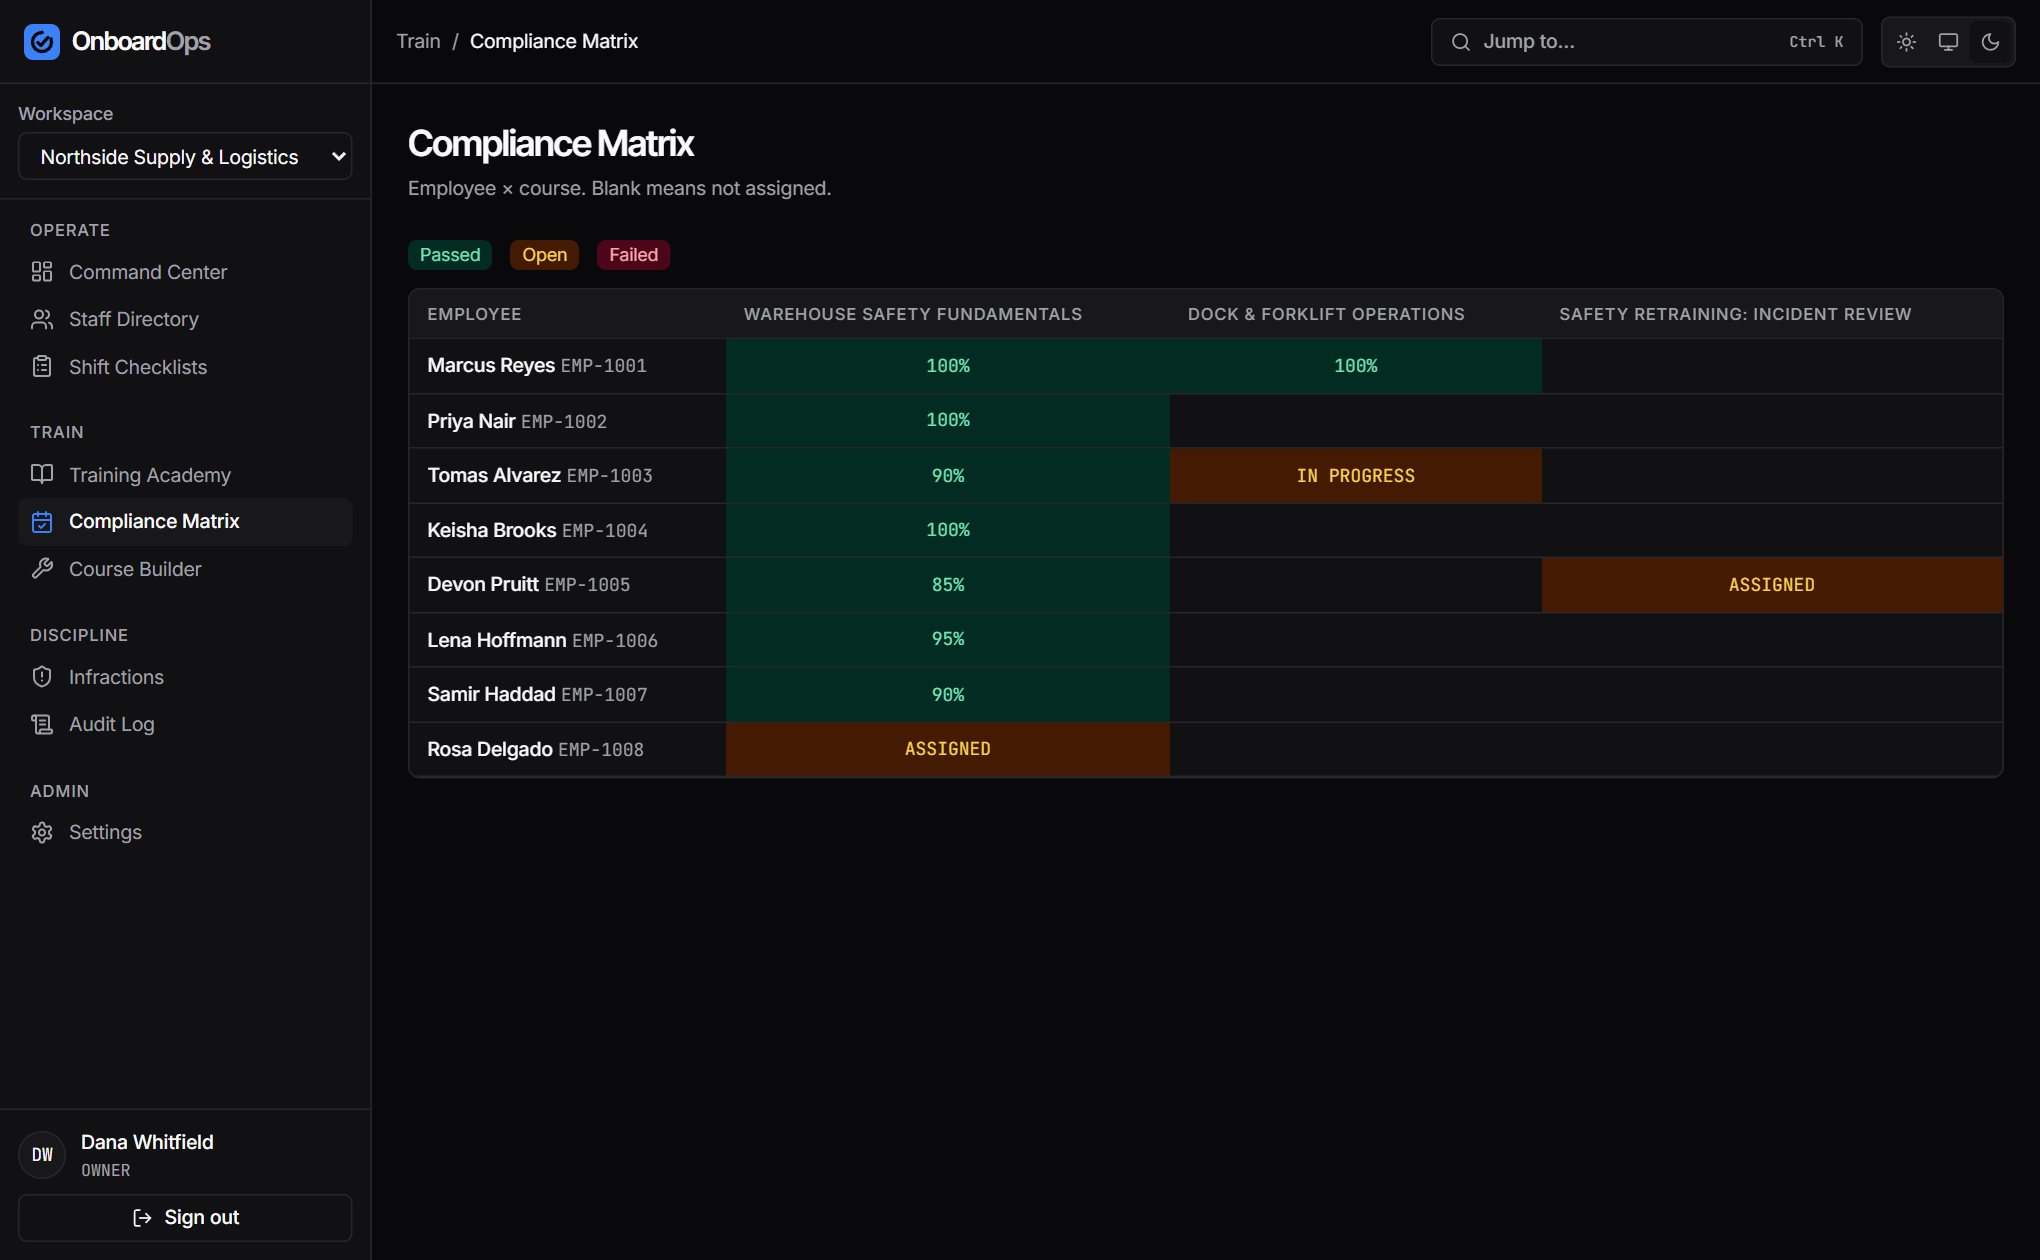 OnboardOps
Train / Compliance Matrix
Jump to...
Ctrl K
Workspace
Northside Supply & Logistics
OPERATE
Command Center
Staff Directory
Shift Checklists
TRAIN
Training Academy
Compliance Matrix
Course Builder
DISCIPLINE
Infractions
Audit Log
ADMIN
Settings
DW
Dana Whitfield
OWNER
Sign out
Compliance Matrix
Employee × course. Blank means not assigned.
Passed Open Failed
EMPLOYEE WAREHOUSE SAFETY FUNDAMENTALS DOCK & FORKLIFT OPERATIONS SAFETY RETRAINING: INCIDENT REVIEW
Marcus Reyes EMP-1001 100% 100%
Priya Nair EMP-1002 100%
Tomas Alvarez EMP-1003 90% IN PROGRESS
Keisha Brooks EMP-1004 100%
Devon Pruitt EMP-1005 85% ASSIGNED
Lena Hoffmann EMP-1006 95%
Samir Haddad EMP-1007 90%
Rosa Delgado EMP-1008 ASSIGNED